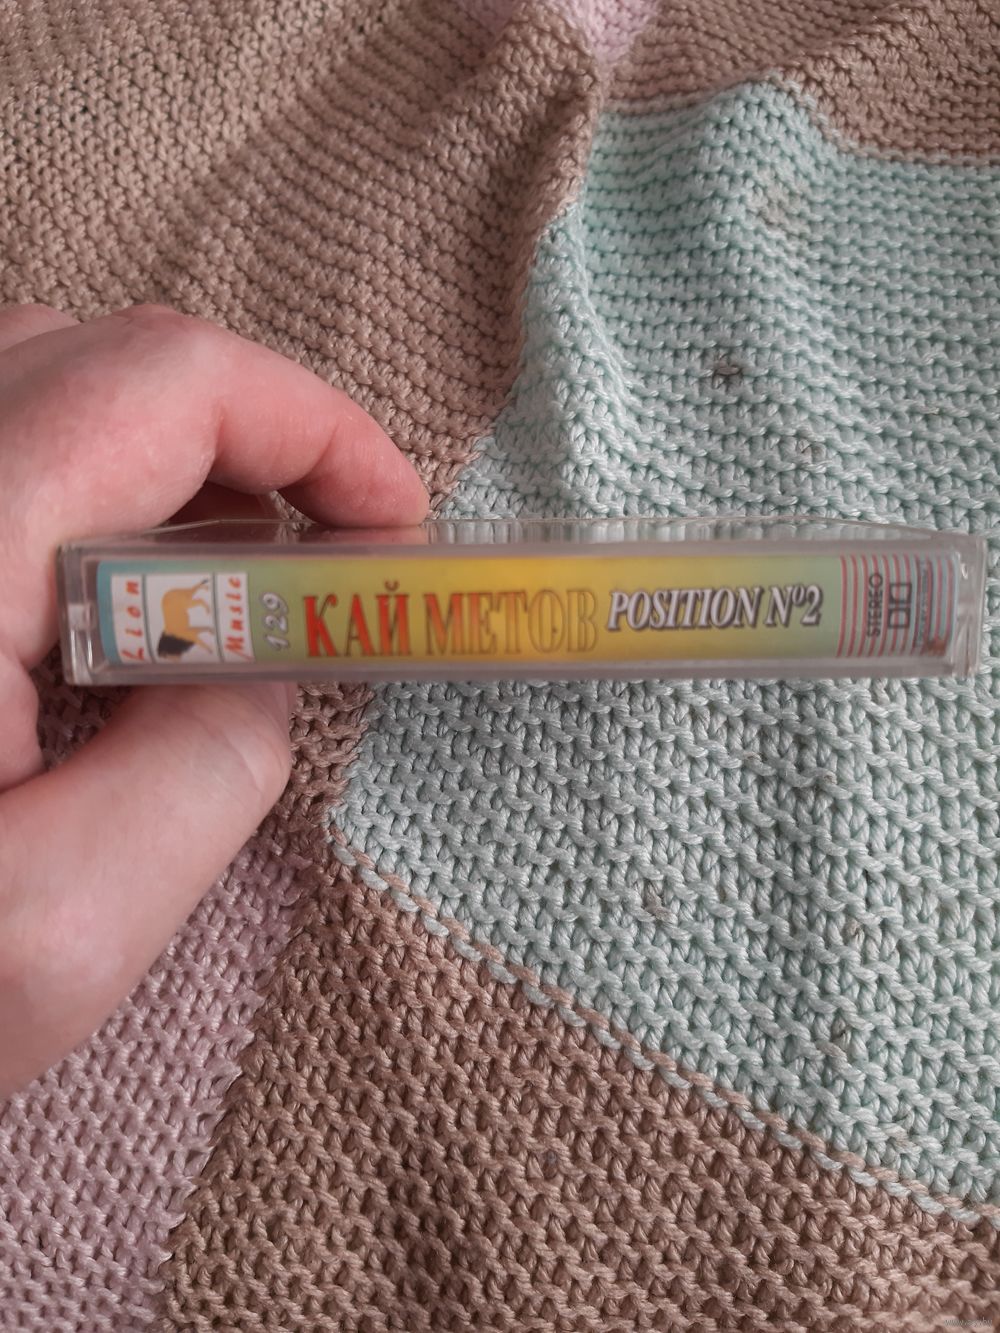 Lion Music
129
КАЙ МЕТОВ
POSITION Nº2
STEREO